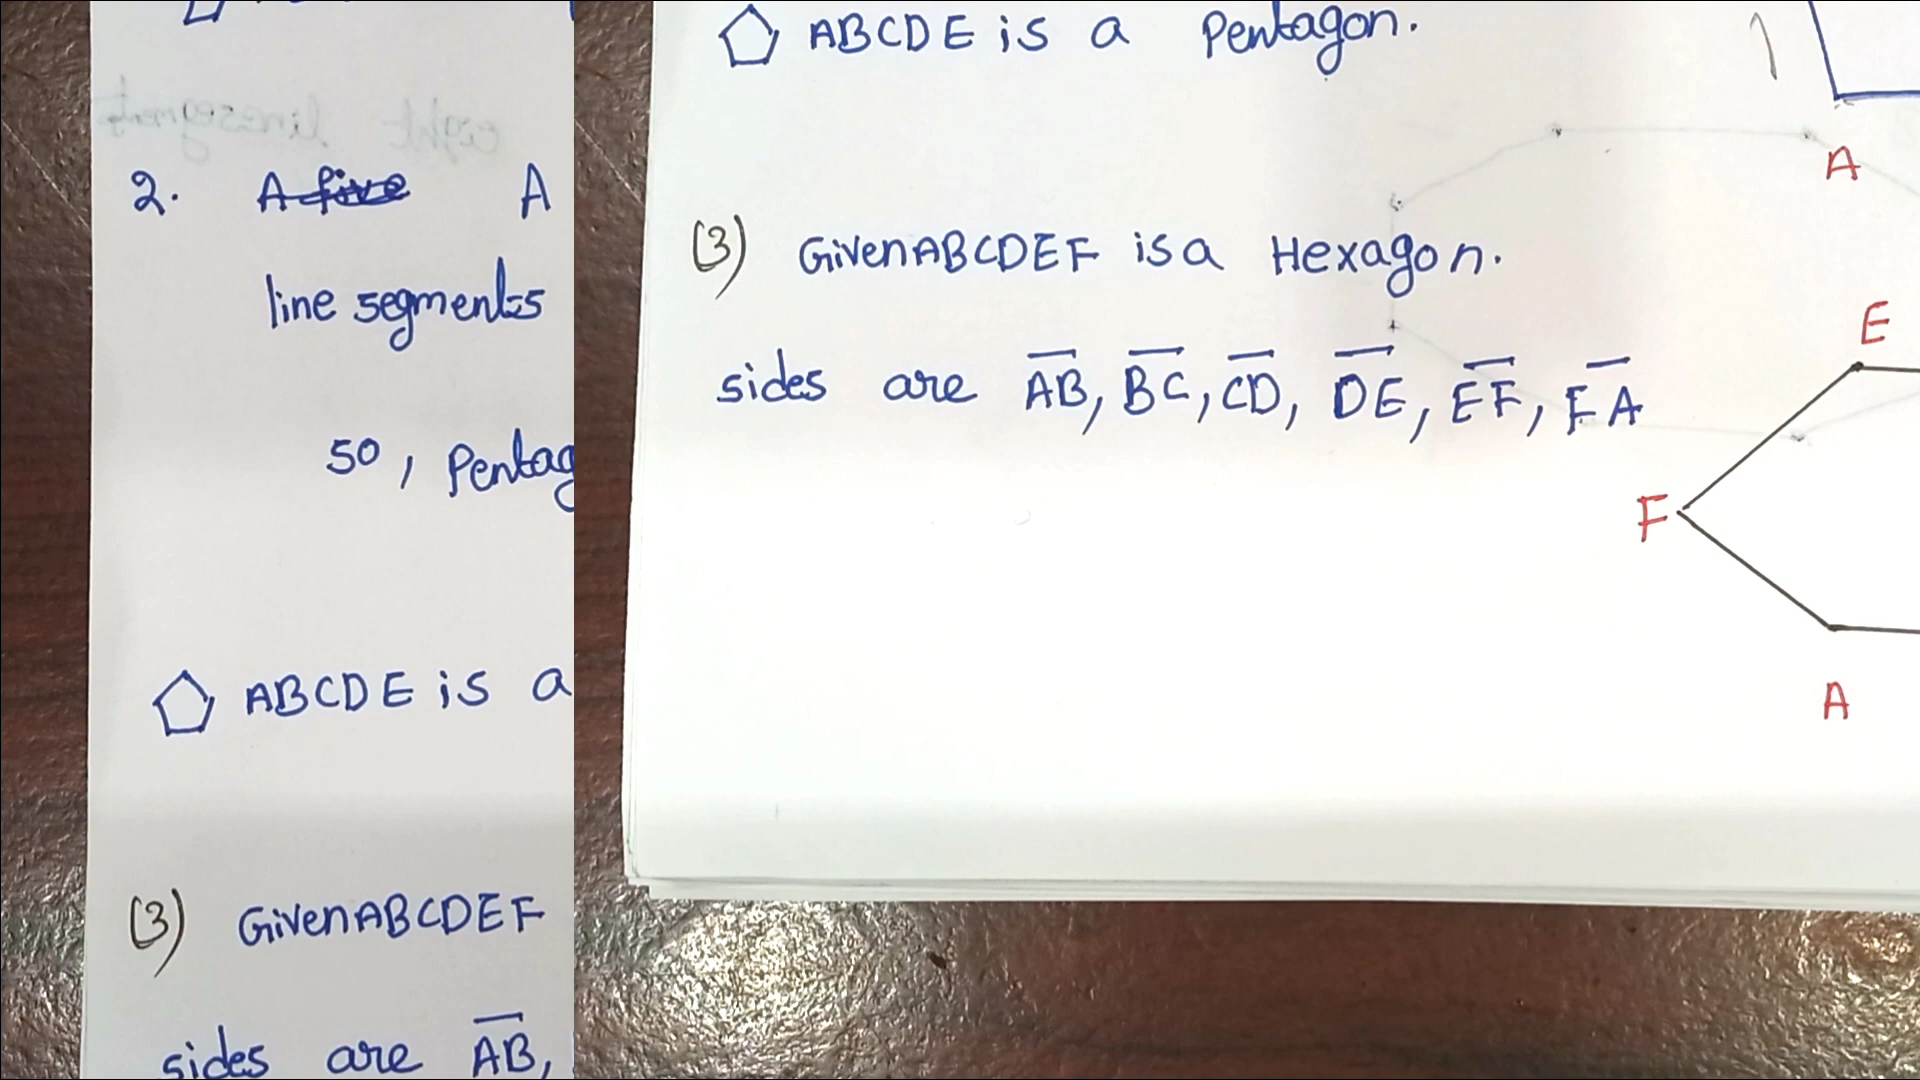 2. A five A
line segments
so, Pentag
ABCDE is a
(3) Given ABCDEF
sides are AB,
ABCDE is a Pentagon.
A
(3) Given ABCDEF is a Hexagon.
E
sides are AB, BC, CD, DE, EF, FA
F
A